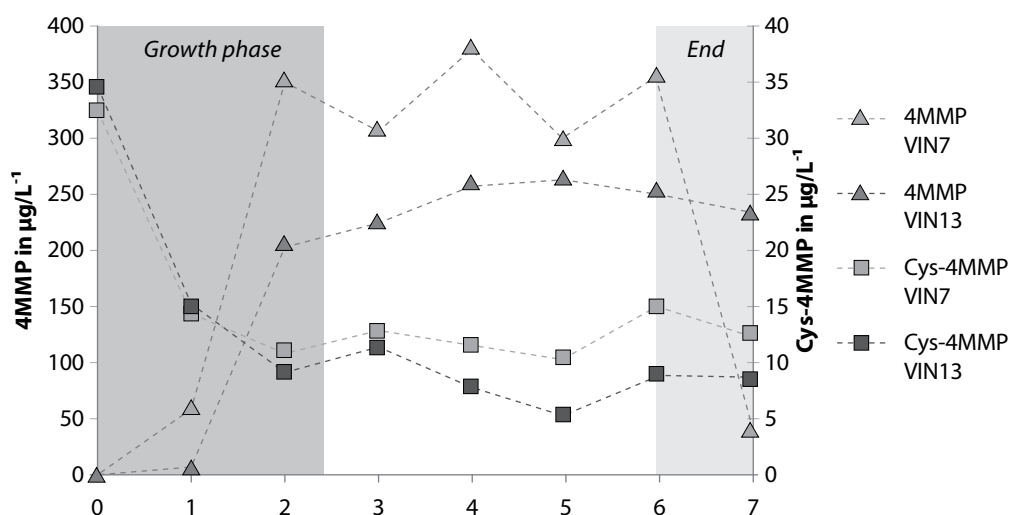 Growth phase
End
4MMP in µg/L⁻¹
400
350
300
250
200
150
100
50
0
0
1
2
3
4
5
6
7
40
35
30
25
20
15
10
5
0
Cys-4MMP in µg/L⁻¹
4MMP
VIN7
4MMP
VIN13
Cys-4MMP
VIN7
Cys-4MMP
VIN13